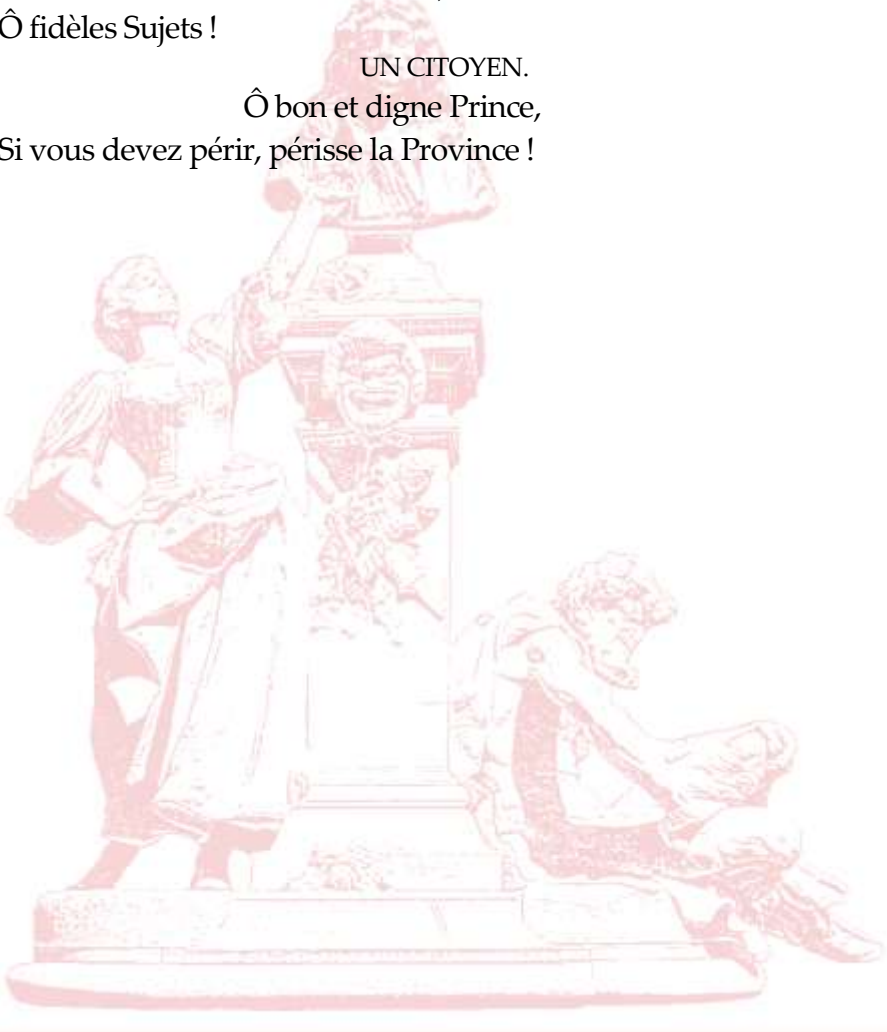 Ô fidèles Sujets !
UN CITOYEN.
Ô bon et digne Prince,
Si vous devez périr, périsse la Province !